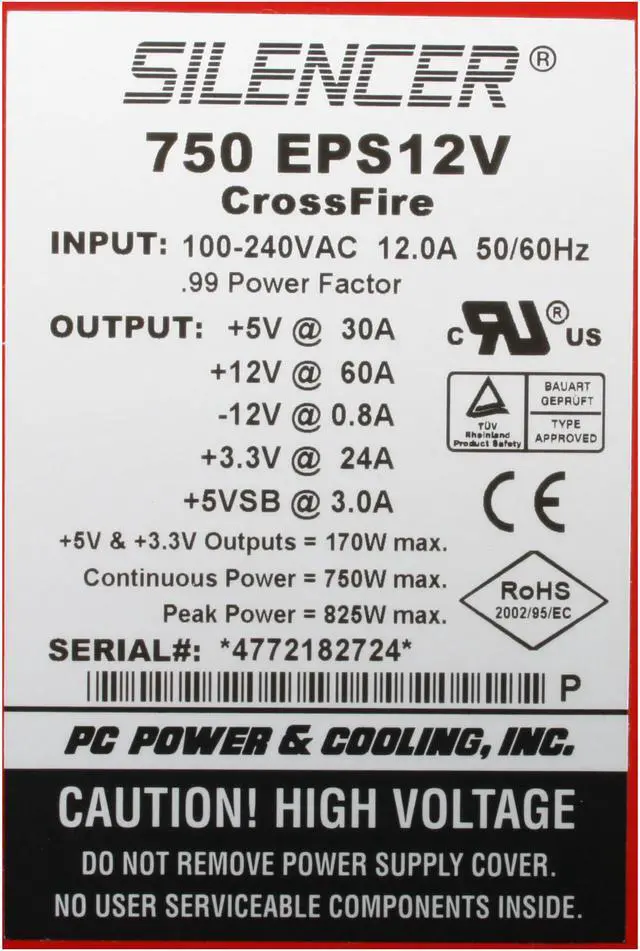 SILENCER®
750 EPS12V
CrossFire
INPUT: 100-240VAC 12.0A 50/60Hz
.99 Power Factor
OUTPUT: +5V @ 30A
+12V @ 60A
-12V @ 0.8A
+3.3V @ 24A
+5VSB @ 3.0A
C UR® US
TÜV
Rheinland
Product Safety
BAUART
GEPRÜFT
TYPE
APPROVED
CE
+5V & +3.3V Outputs = 170W max.
Continuous Power = 750W max.
Peak Power = 825W max.
RoHS
2002/95/EC
SERIAL#: *4772182724*
P
PC POWER & COOLING, INC.
CAUTION! HIGH VOLTAGE
DO NOT REMOVE POWER SUPPLY COVER.
NO USER SERVICEABLE COMPONENTS INSIDE.